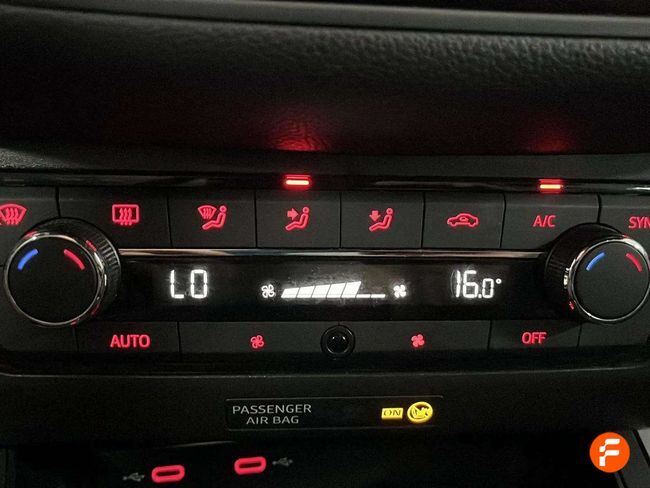 A/C
SYN
LO
16.0°
AUTO
OFF
PASSENGER
AIR BAG
ON